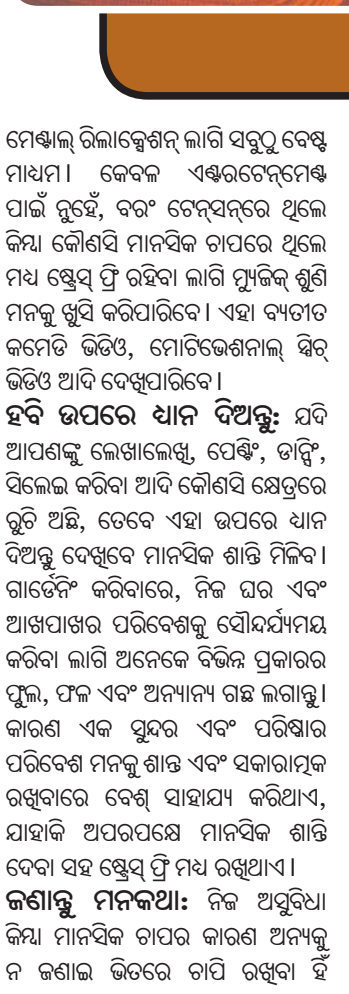 ମେଣ୍ଟାଲ୍ ରିଲାକ୍ସେଶନ୍ ଲାଗି ସବୁଠୁ ବେଷ୍ଟ
ମାଧ୍ୟମ। କେବଳ ଏଣ୍ଟରଟେନ୍‌ମେଣ୍ଟ
ପାଇଁ ନୁହେଁ, ବରଂ ଟେନ୍‌ସନ୍‌ରେ ଥିଲେ
କିମ୍ବା କୌଣସି ମାନସିକ ଚାପରେ ଥିଲେ
ମଧ୍ୟ ଷ୍ଟ୍ରେସ୍ ଫ୍ରି ରହିବା ଲାଗି ମ୍ୟୁଜିକ୍ ଶୁଣି
ମନକୁ ଖୁସି କରିପାରିବେ। ଏହା ବ୍ୟତୀତ
କମେଡି ଭିଡିଓ, ମୋଟିଭେଶନାଲ୍ ସ୍ପିଚ୍
ଭିଡିଓ ଆଦି ଦେଖିପାରିବେ।
ହବି ଉପରେ ଧ୍ୟାନ ଦିଅନ୍ତୁ: ଯଦି
ଆପଣଙ୍କୁ ଲେଖାଲେଖି, ପେଣ୍ଟିଂ, ଡାନ୍ସିଂ,
ସିଲେଇ କରିବା ଆଦି କୌଣସି କ୍ଷେତ୍ରରେ
ରୁଚି ଅଛି, ତେବେ ଏହା ଉପରେ ଧ୍ୟାନ
ଦିଅନ୍ତୁ ଦେଖିବେ ମାନସିକ ଶାନ୍ତି ମିଳିବ।
ଗାର୍ଡେନିଂ କରିବାରେ, ନିଜ ଘର ଏବଂ
ଆଖପାଖର ପରିବେଶକୁ ସୌନ୍ଦର୍ଯ୍ୟମୟ
କରିବା ଲାଗି ଅନେକେ ବିଭିନ୍ନ ପ୍ରକାରର
ଫୁଲ, ଫଳ ଏବଂ ଅନ୍ୟାନ୍ୟ ଗଛ ଲଗାନ୍ତୁ।
କାରଣ ଏକ ସୁନ୍ଦର ଏବଂ ପରିଷ୍କାର
ପରିବେଶ ମନକୁ ଶାନ୍ତ ଏବଂ ସକାରାତ୍ମକ
ରଖିବାରେ ବେଶ୍ ସାହାଯ୍ୟ କରିଥାଏ,
ଯାହାକି ଅପରପକ୍ଷେ ମାନସିକ ଶାନ୍ତି
ଦେବା ସହ ଷ୍ଟ୍ରେସ୍ ଫ୍ରି ମଧ୍ୟ ରଖିଥାଏ।
ଜଣାନ୍ତୁ ମନକଥା: ନିଜ ଅସୁବିଧା
କିମ୍ବା ମାନସିକ ଚାପର କାରଣ ଅନ୍ୟକୁ
ନ ଜଣାଇ ଭିତରେ ଚାପି ରଖିବା ହିଁ